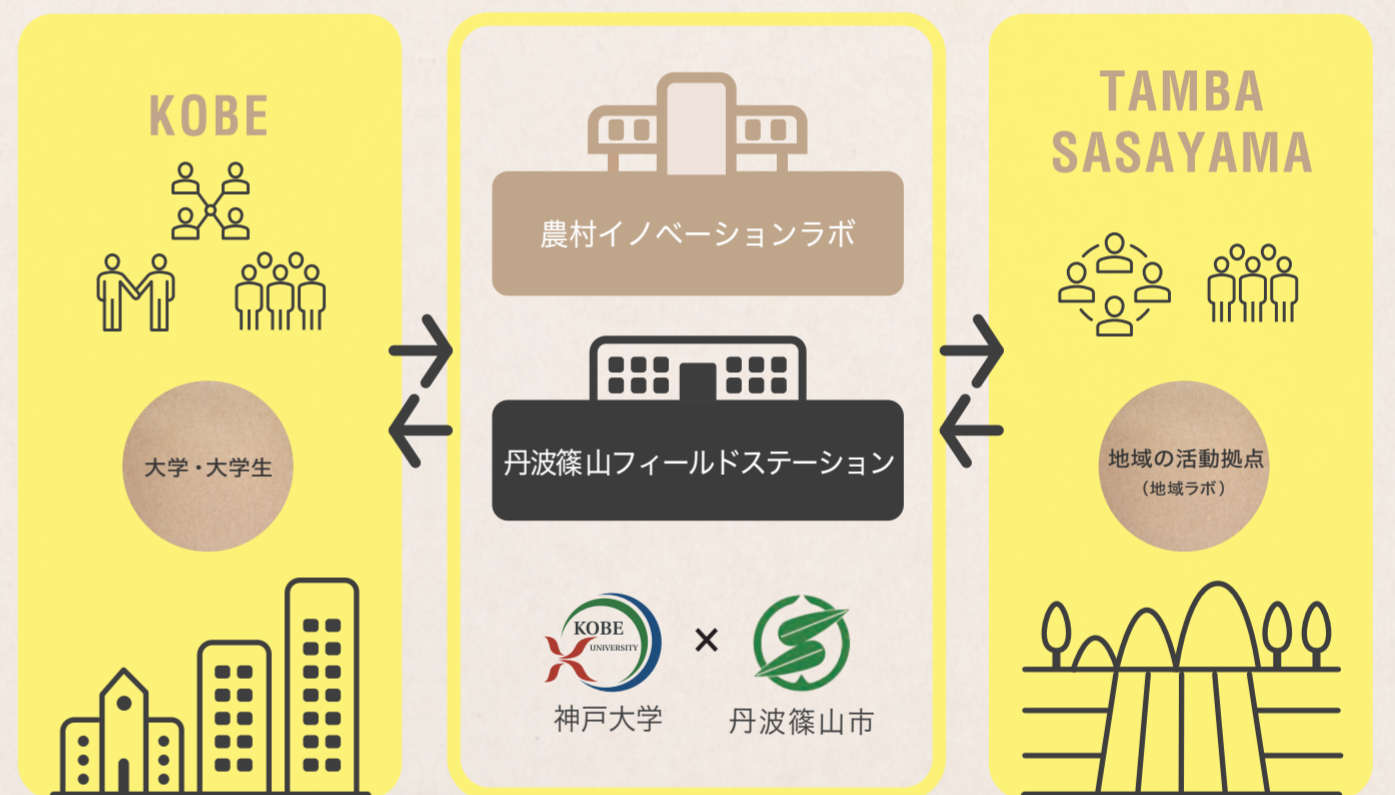 KOBE
大学・大学生
農村イノベーションラボ
丹波篠山フィールドステーション
KOBE
UNIVERSITY
神戸大学
×
丹波篠山市
TAMBA
SASAYAMA
地域の活動拠点
（地域ラボ）